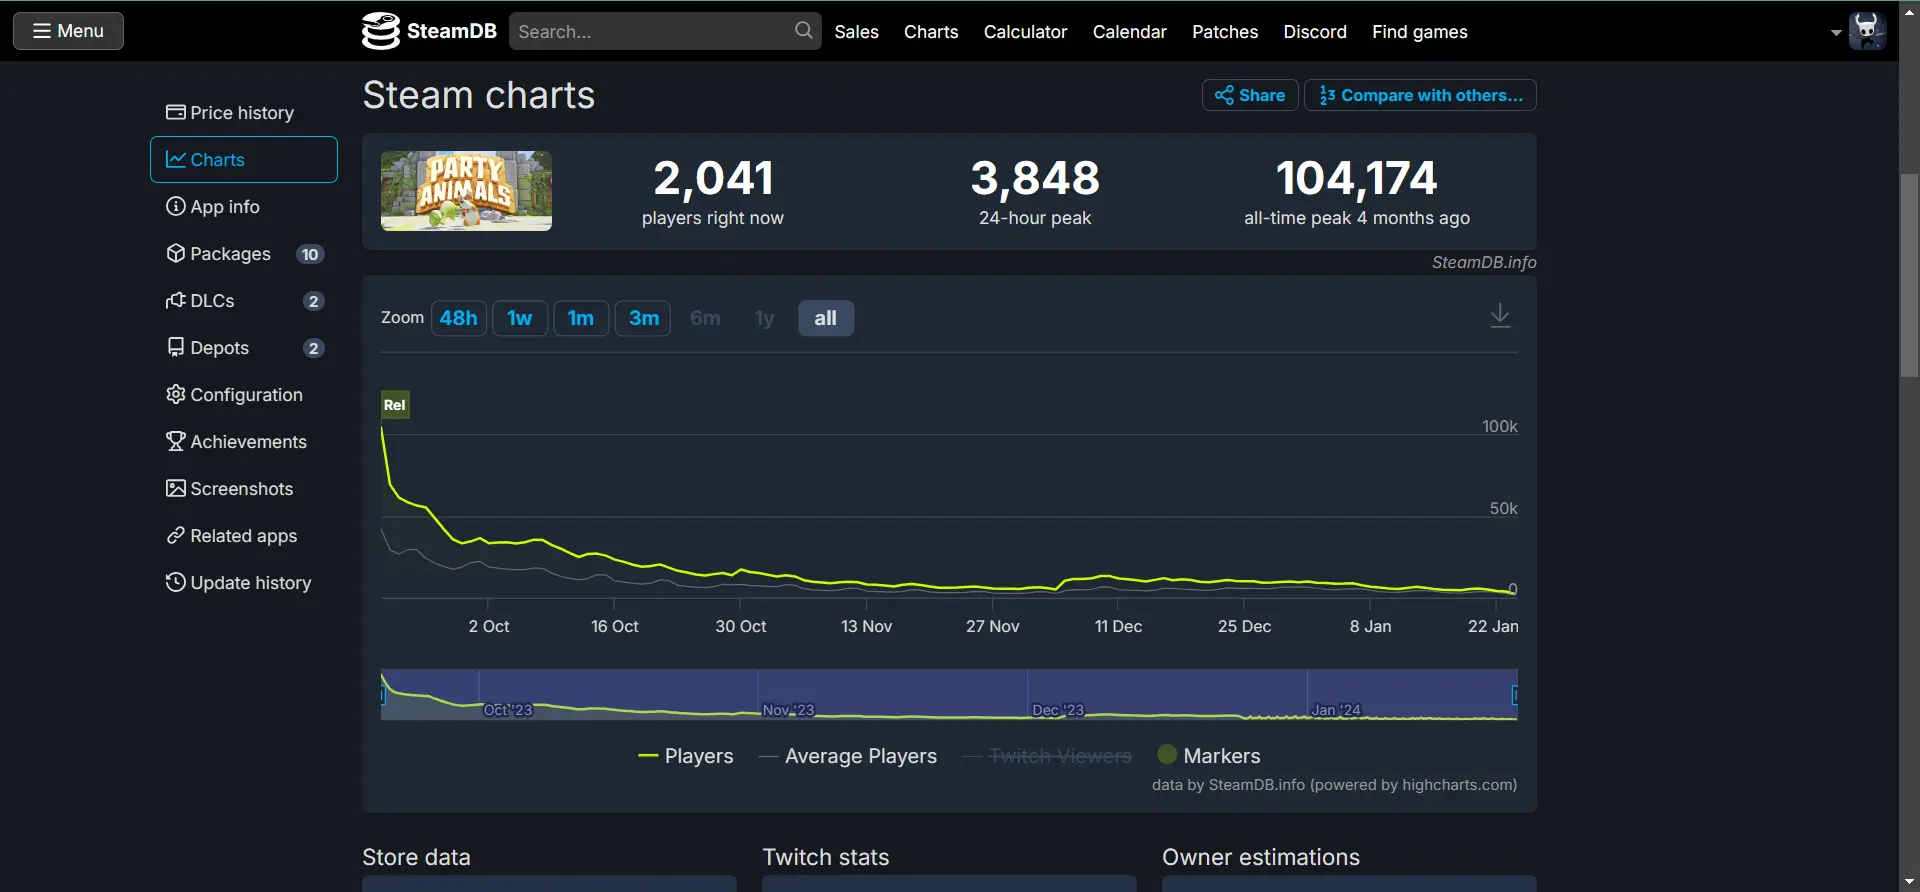 Menu
SteamDB
Search...
Sales
Charts
Calculator
Calendar
Patches
Discord
Find games
Price history
Charts
App info
Packages 10
DLCs 2
Depots 2
Configuration
Achievements
Screenshots
Related apps
Update history
Steam charts
Share
Compare with others...
PARTY
ANIMALS
2,041
players right now
3,848
24-hour peak
104,174
all-time peak 4 months ago
SteamDB.info
Zoom 48h 1w 1m 3m 6m 1y all
Rel
100k
50k
0
2 Oct 16 Oct 30 Oct 13 Nov 27 Nov 11 Dec 25 Dec 8 Jan 22 Jan
Oct '23 Nov '23 Dec '23 Jan '24
Players Average Players Twitch Viewers Markers
data by SteamDB.info (powered by highcharts.com)
Store data
Twitch stats
Owner estimations